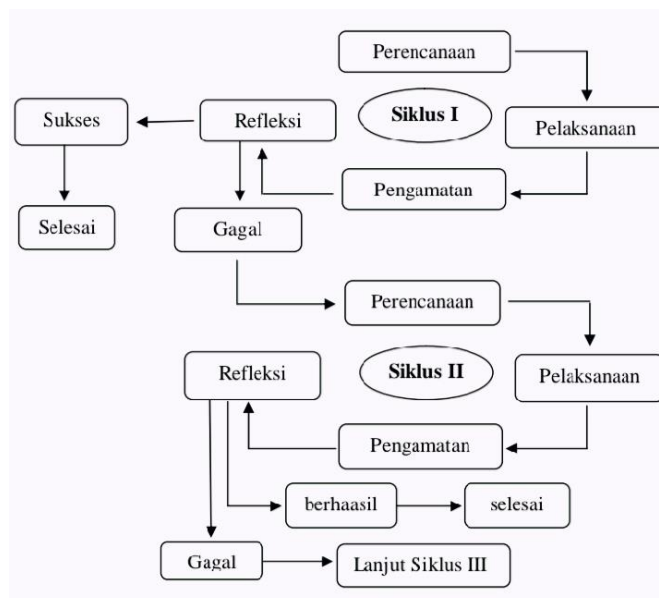 Perencanaan
Siklus I
Sukses
Refleksi
Pelaksanaan
Pengamatan
Selesai
Gagal
Perencanaan
Refleksi
Siklus II
Pelaksanaan
Pengamatan
berhaasil
selesai
Gagal
Lanjut Siklus III